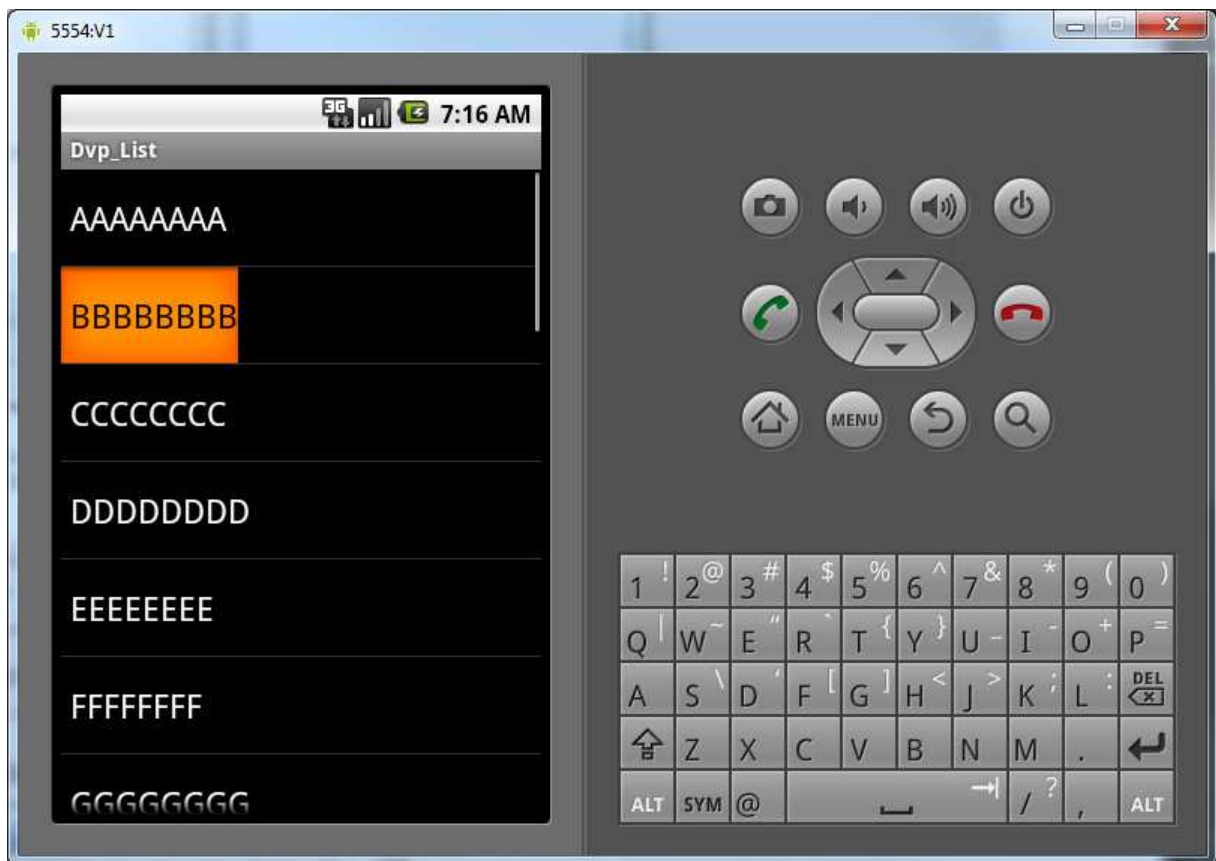 5554:V1
3G 7:16 AM
Dvp_List
AAAAAAAA
BBBBBBBB
CCCCCCCC
DDDDDDDD
EEEEEEEE
FFFFFFFF
GGGGGGGG
MENU
1 ! 2 @ 3 # 4 $ 5 % 6 ^ 7 & 8 * 9 ( 0 )
Q | W ~ E " R ` T { Y } U _ I - O + P =
A S \ D ' F [ G ] H < J > K ; L : DEL
Z X C V B N M .
ALT SYM @ / ? , ALT